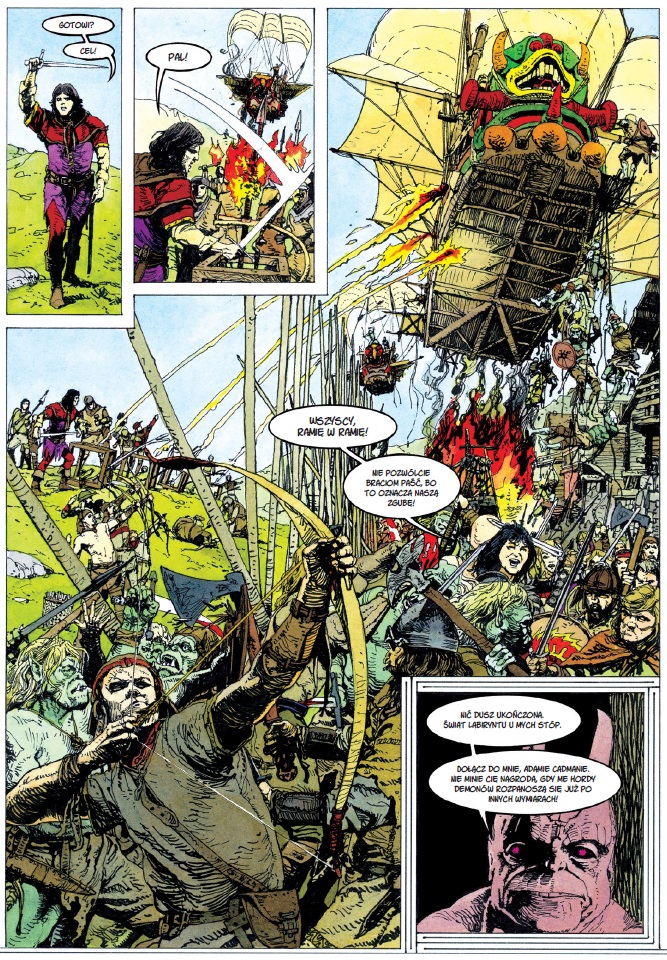 GOTOWI?
CEL!
PAL!
WSZYSCY,
RAMIĘ W RAMIĘ!
NIE POZWÓLCIE
BRACIOM PAŚĆ, BO
TO OZNACZA NASZĄ
ZGUBĘ!
NIĆ DUSZ UKOŃCZONA.
ŚWIAT LABIRYNTU U MYCH STÓP.
DOŁĄCZ DO MNIE, ADAMIE CADMANIE.
NIE MINIE CIĘ NAGRODA, GDY ME HORDY
DEMONÓW ROZPANOSZĄ SIĘ JUŻ PO
INNYCH WYMIARACH!